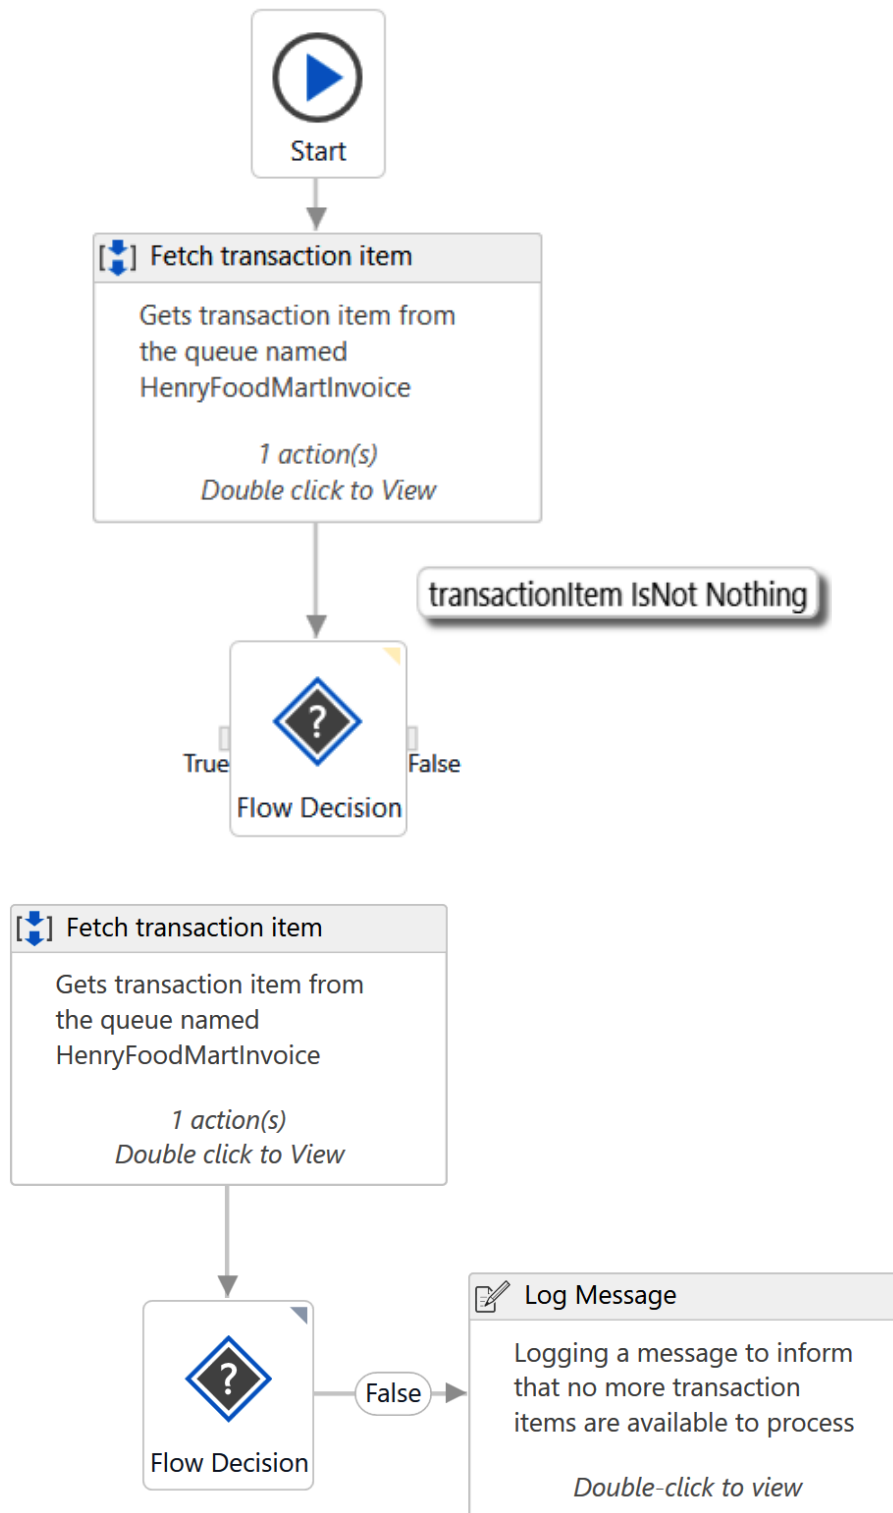 Start
Fetch transaction item
Gets transaction item from
the queue named
HenryFoodMartInvoice
1 action(s)
Double click to View
transactionItem IsNot Nothing
?
True
False
Flow Decision
Fetch transaction item
Gets transaction item from
the queue named
HenryFoodMartInvoice
1 action(s)
Double click to View
?
Flow Decision
False
Log Message
Logging a message to inform
that no more transaction
items are available to process
Double-click to view